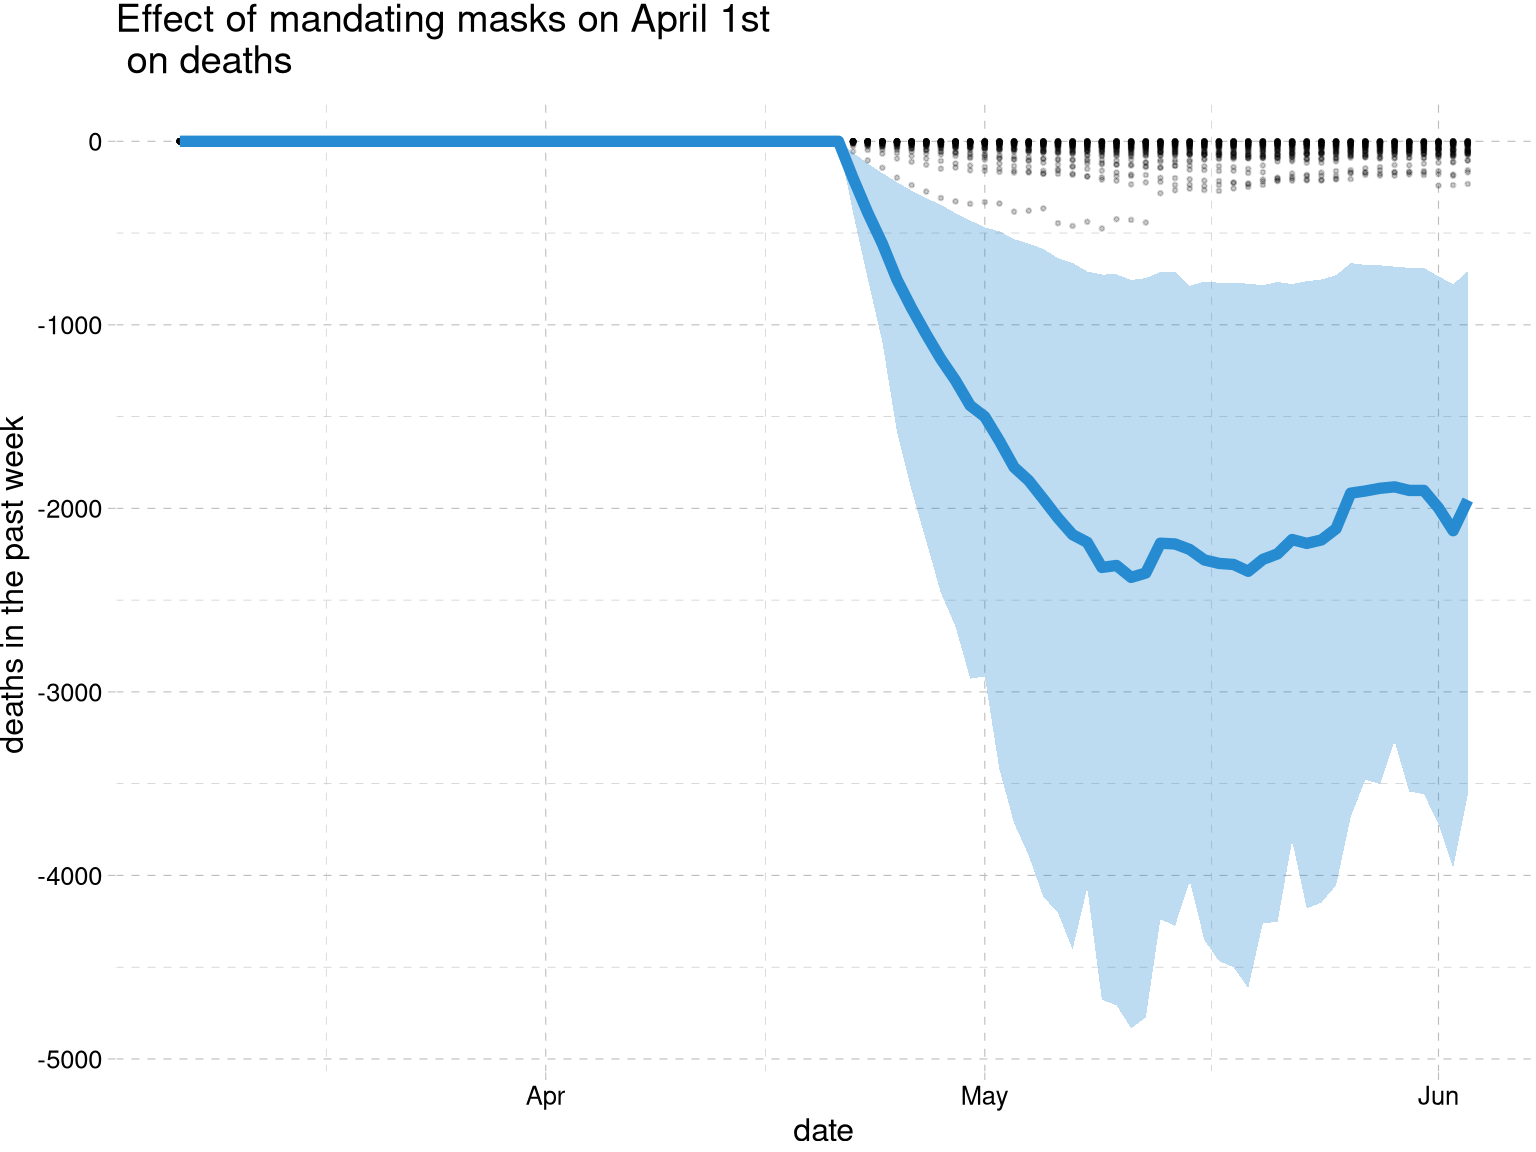 Effect of mandating masks on April 1st
on deaths
deaths in the past week
0
-1000
-2000
-3000
-4000
-5000
Apr
May
Jun
date